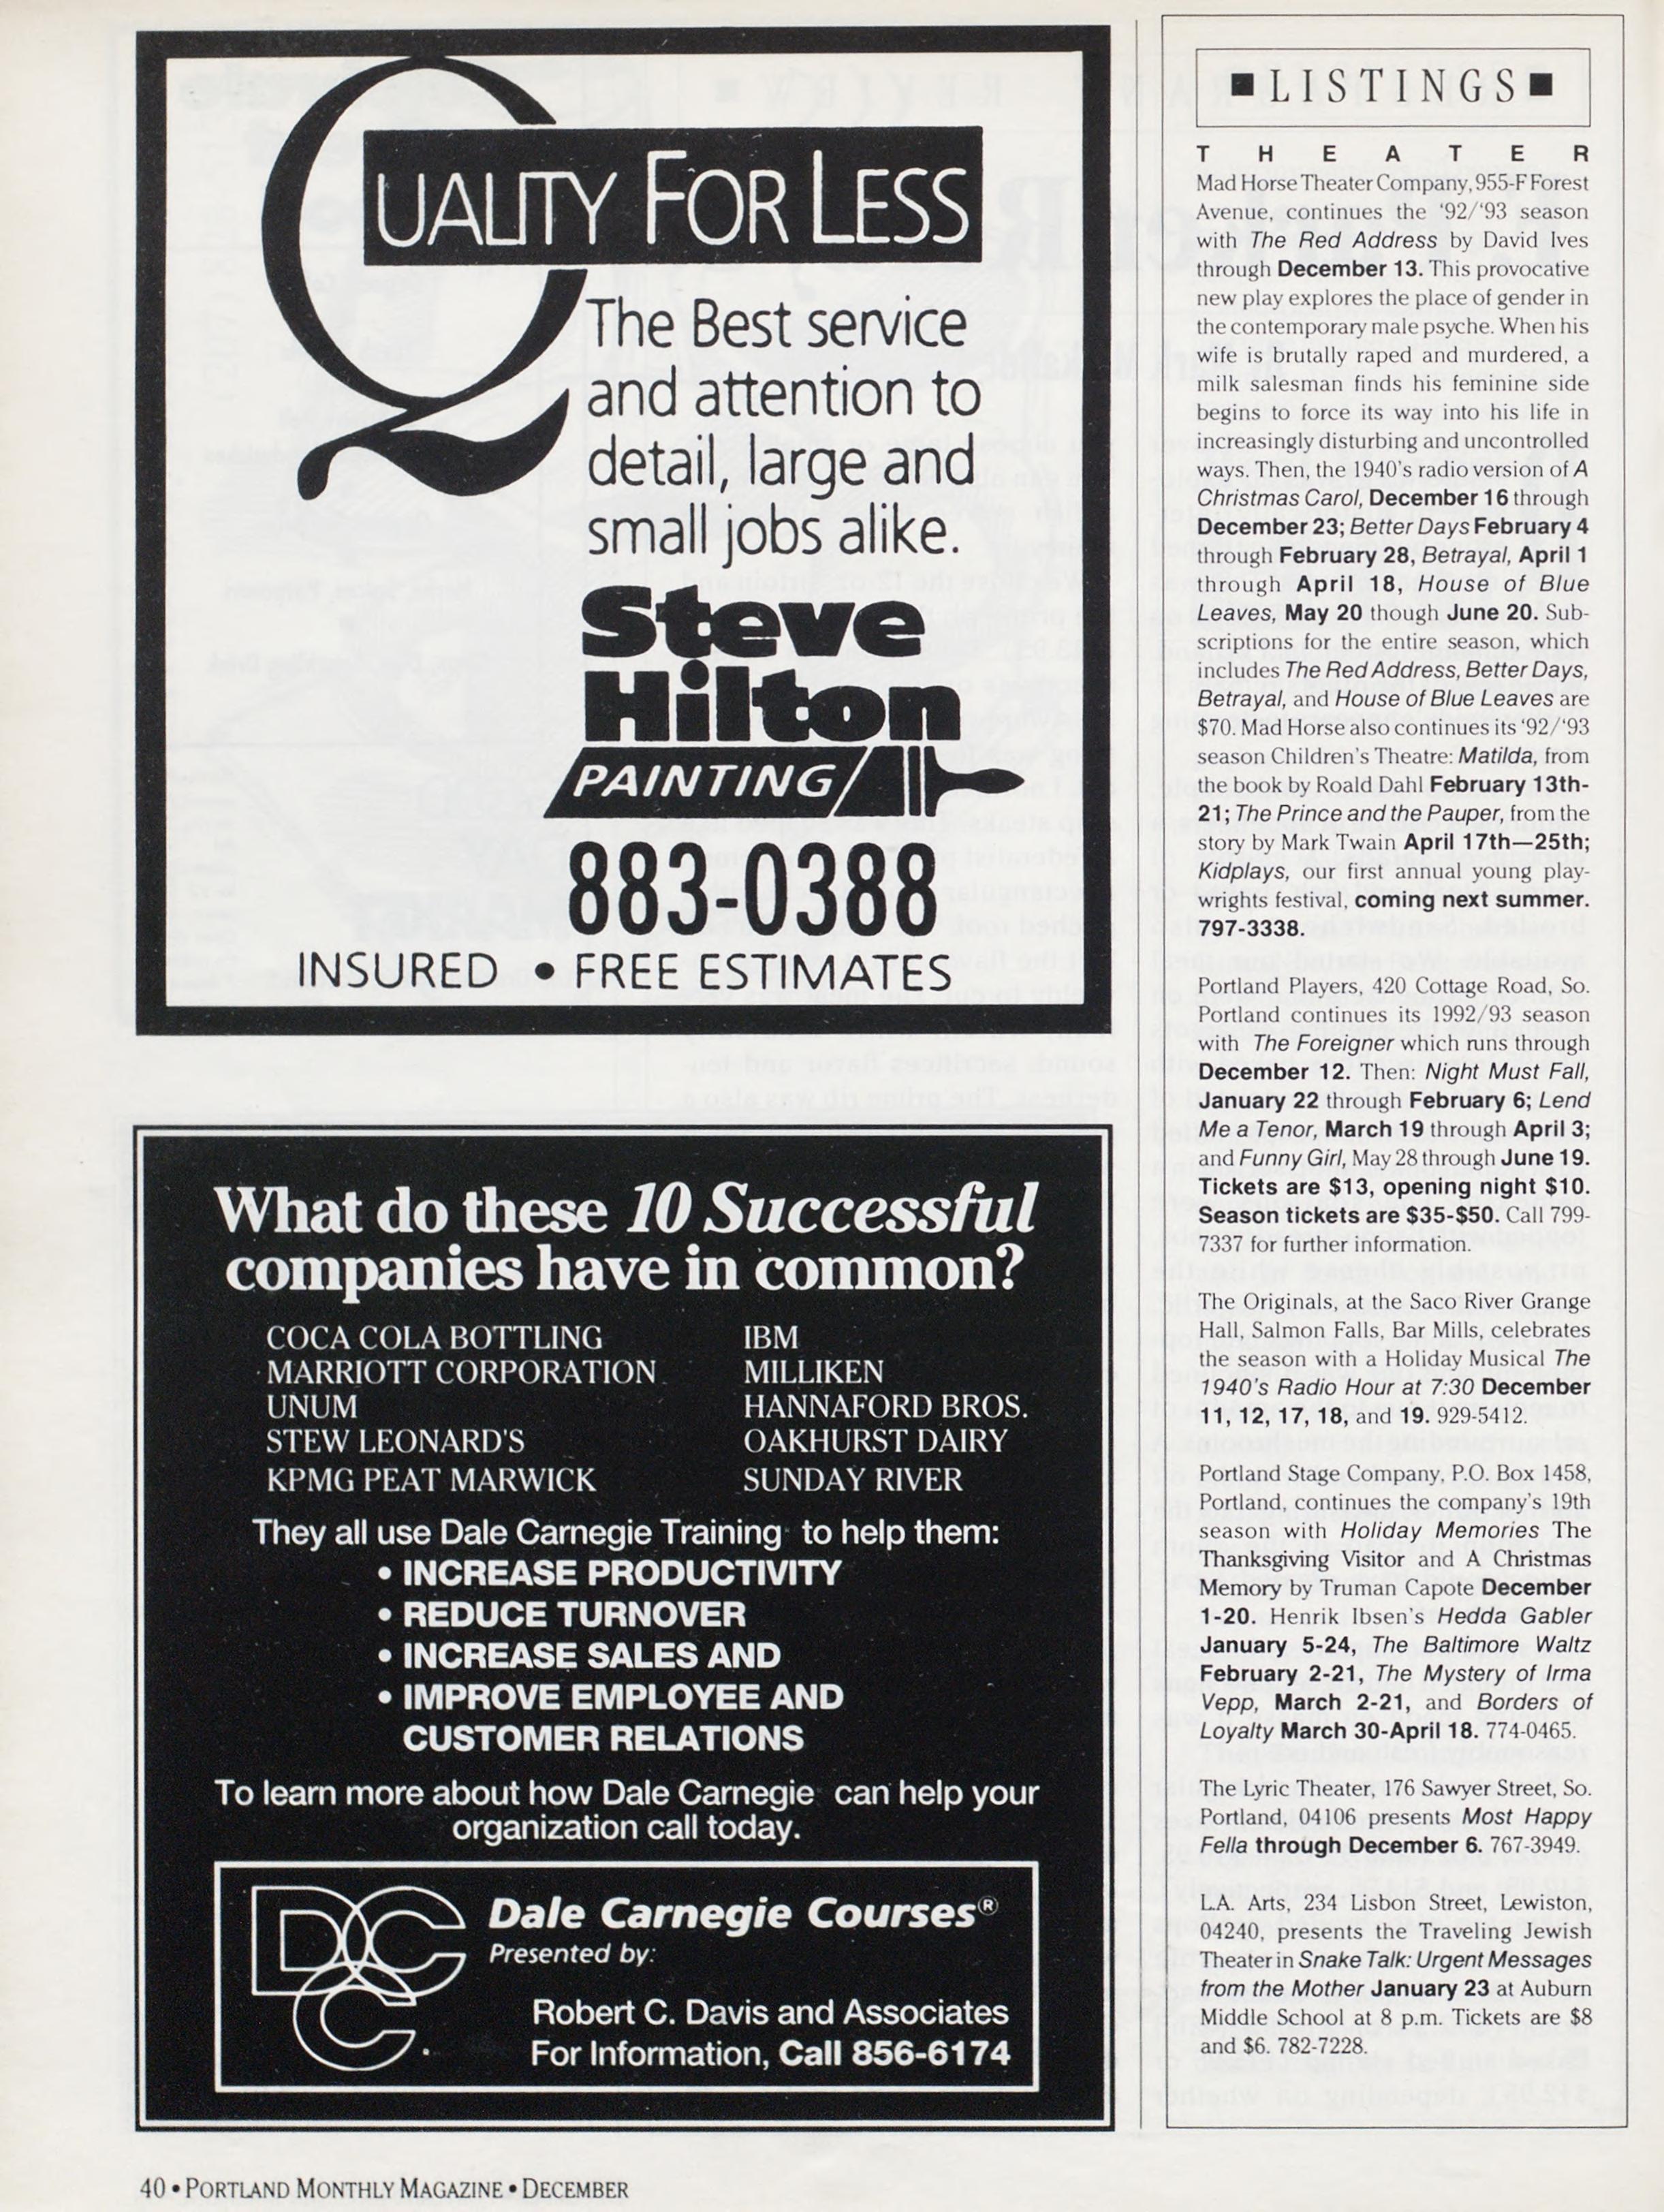 QUALITY FOR LESS
The Best service
and attention to
detail, large and
small jobs alike.
Steve
Hilton
PAINTING
883-0388
INSURED • FREE ESTIMATES
What do these 10 Successful
companies have in common?
COCA COLA BOTTLING
MARRIOTT CORPORATION
UNUM
STEW LEONARD'S
KPMG PEAT MARWICK
IBM
MILLIKEN
HANNAFORD BROS.
OAKHURST DAIRY
SUNDAY RIVER
They all use Dale Carnegie Training to help them:
• INCREASE PRODUCTIVITY
• REDUCE TURNOVER
• INCREASE SALES AND
• IMPROVE EMPLOYEE AND
CUSTOMER RELATIONS
To learn more about how Dale Carnegie can help your
organization call today.
DCC
Dale Carnegie Courses®
Presented by:
Robert C. Davis and Associates
For Information, Call 856-6174
40 • PORTLAND MONTHLY MAGAZINE • DECEMBER
■ LISTINGS ■
THEATER
Mad Horse Theater Company, 955-F Forest
Avenue, continues the '92/'93 season
with The Red Address by David Ives
through December 13. This provocative
new play explores the place of gender in
the contemporary male psyche. When his
wife is brutally raped and murdered, a
milk salesman finds his feminine side
begins to force its way into his life in
increasingly disturbing and uncontrolled
ways. Then, the 1940's radio version of A
Christmas Carol, December 16 through
December 23; Better Days February 4
through February 28, Betrayal, April 1
through April 18, House of Blue
Leaves, May 20 though June 20. Sub-
scriptions for the entire season, which
includes The Red Address, Better Days,
Betrayal, and House of Blue Leaves are
$70. Mad Horse also continues its '92/'93
season Children's Theatre: Matilda, from
the book by Roald Dahl February 13th-
21; The Prince and the Pauper, from the
story by Mark Twain April 17th—25th;
Kidplays, our first annual young play-
wrights festival, coming next summer.
797-3338.
Portland Players, 420 Cottage Road, So.
Portland continues its 1992/93 season
with The Foreigner which runs through
December 12. Then: Night Must Fall,
January 22 through February 6; Lend
Me a Tenor, March 19 through April 3;
and Funny Girl, May 28 through June 19.
Tickets are $13, opening night $10.
Season tickets are $35-$50. Call 799-
7337 for further information.
The Originals, at the Saco River Grange
Hall, Salmon Falls, Bar Mills, celebrates
the season with a Holiday Musical The
1940's Radio Hour at 7:30 December
11, 12, 17, 18, and 19. 929-5412.
Portland Stage Company, P.O. Box 1458,
Portland, continues the company's 19th
season with Holiday Memories The
Thanksgiving Visitor and A Christmas
Memory by Truman Capote December
1-20. Henrik Ibsen's Hedda Gabler
January 5-24, The Baltimore Waltz
February 2-21, The Mystery of Irma
Vepp, March 2-21, and Borders of
Loyalty March 30-April 18. 774-0465.
The Lyric Theater, 176 Sawyer Street, So.
Portland, 04106 presents Most Happy
Fella through December 6. 767-3949.
L.A. Arts, 234 Lisbon Street, Lewiston,
04240, presents the Traveling Jewish
Theater in Snake Talk: Urgent Messages
from the Mother January 23 at Auburn
Middle School at 8 p.m. Tickets are $8
and $6. 782-7228.